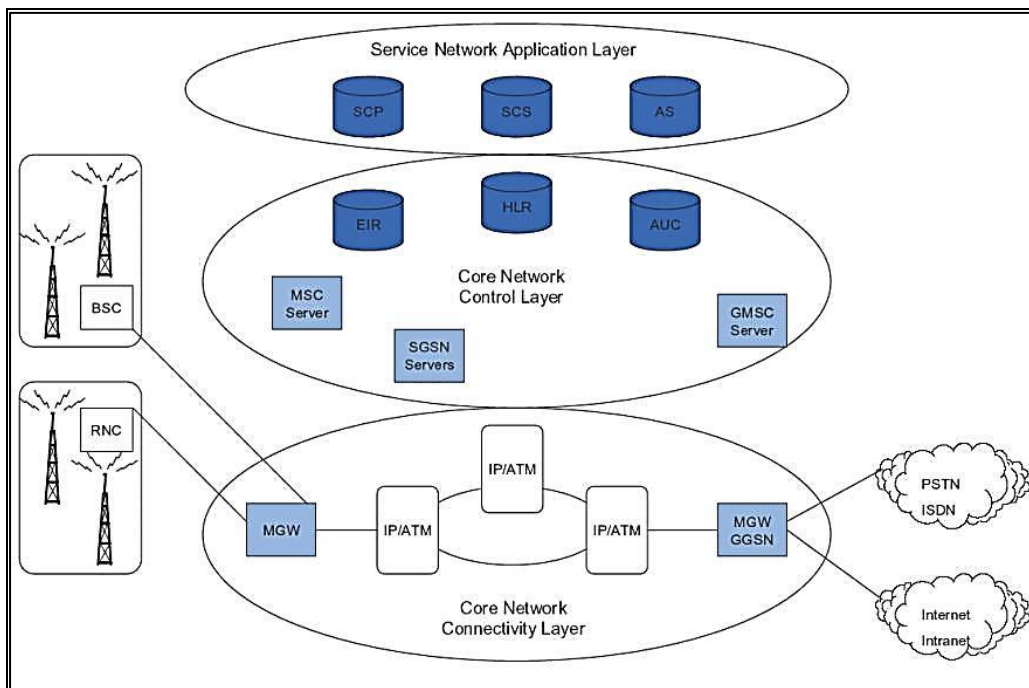 Service Network Application Layer
SCP
SCS
AS
EIR
HLR
AUC
Core Network
Control Layer
MSC
Server
SGSN
Servers
GMSC
Server
BSC
RNC
MGW
IP/ATM
IP/ATM
IP/ATM
MGW
GGSN
PSTN
ISDN
Internet
Intranet
Core Network
Connectivity Layer